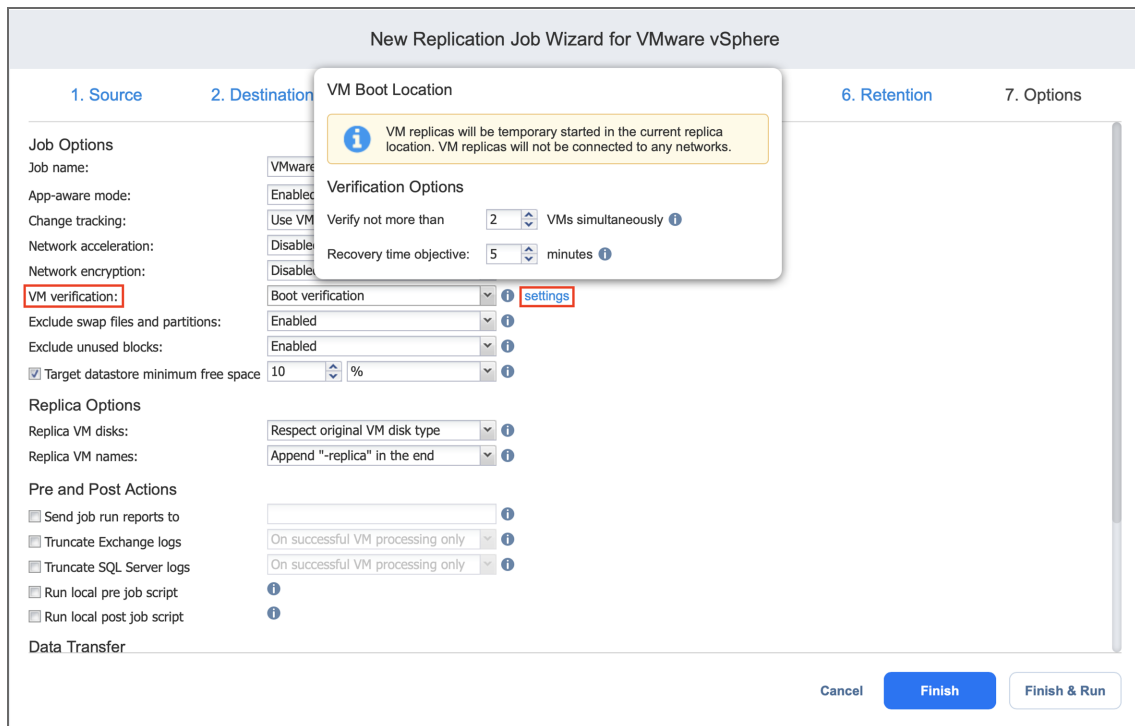 New Replication Job Wizard for VMware vSphere
1. Source
2. Destination
6. Retention
7. Options
VM Boot Location
VM replicas will be temporary started in the current replica
location. VM replicas will not be connected to any networks.
Verification Options
Verify not more than 2 VMs simultaneously
Recovery time objective: 5 minutes
Job Options
Job name: VMware
App-aware mode: Enabled
Change tracking: Use VM
Network acceleration: Disable
Network encryption: Disable
VM verification: Boot verification settings
Exclude swap files and partitions: Enabled
Exclude unused blocks: Enabled
Target datastore minimum free space 10 %
Replica Options
Replica VM disks: Respect original VM disk type
Replica VM names: Append "-replica" in the end
Pre and Post Actions
Send job run reports to
Truncate Exchange logs On successful VM processing only
Truncate SQL Server logs On successful VM processing only
Run local pre job script
Run local post job script
Data Transfer
Cancel
Finish
Finish & Run